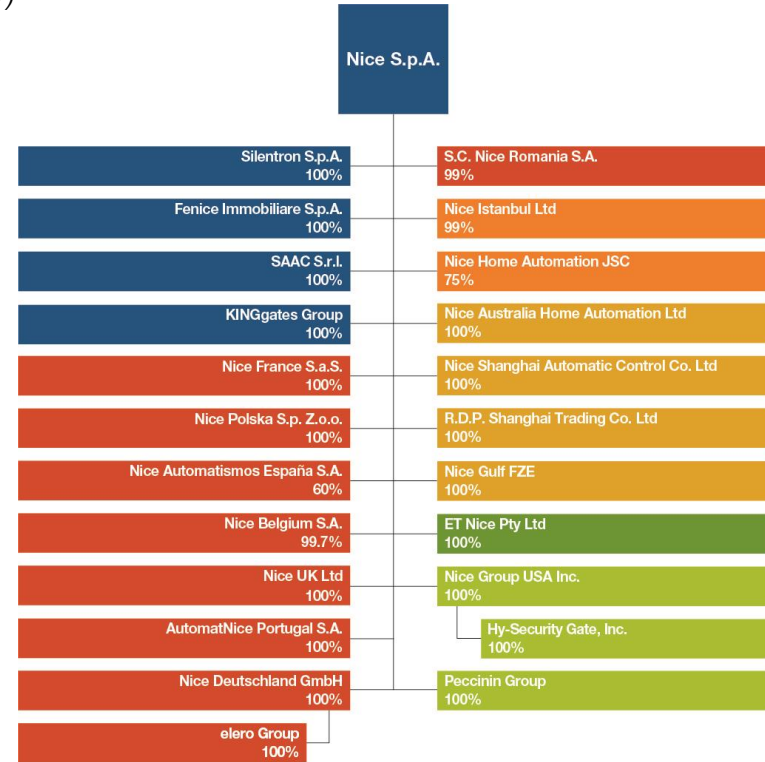 )
Nice S.p.A.
Silentron S.p.A.
100%
Fenice Immobiliare S.p.A.
100%
SAAC S.r.l.
100%
KINGgates Group
100%
Nice France S.a.S.
100%
Nice Polska S.p. Z.o.o.
100%
Nice Automatismos España S.A.
60%
Nice Belgium S.A.
99.7%
Nice UK Ltd
100%
AutomatNice Portugal S.A.
100%
Nice Deutschland GmbH
100%
elero Group
100%
S.C. Nice Romania S.A.
99%
Nice Istanbul Ltd
99%
Nice Home Automation JSC
75%
Nice Australia Home Automation Ltd
100%
Nice Shanghai Automatic Control Co. Ltd
100%
R.D.P. Shanghai Trading Co. Ltd
100%
Nice Gulf FZE
100%
ET Nice Pty Ltd
100%
Nice Group USA Inc.
100%
Hy-Security Gate, Inc.
100%
Peccinin Group
100%